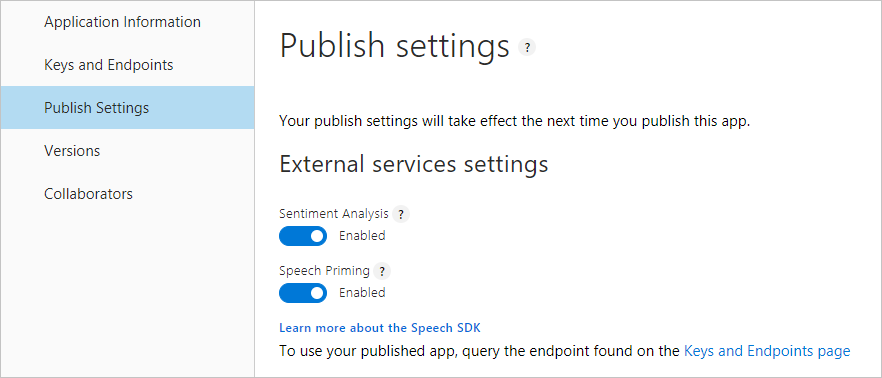 Application Information
Keys and Endpoints
Publish Settings
Versions
Collaborators
Publish settings ?
Your publish settings will take effect the next time you publish this app.
External services settings
Sentiment Analysis ?
Enabled
Speech Priming ?
Enabled
Learn more about the Speech SDK
To use your published app, query the endpoint found on the Keys and Endpoints page